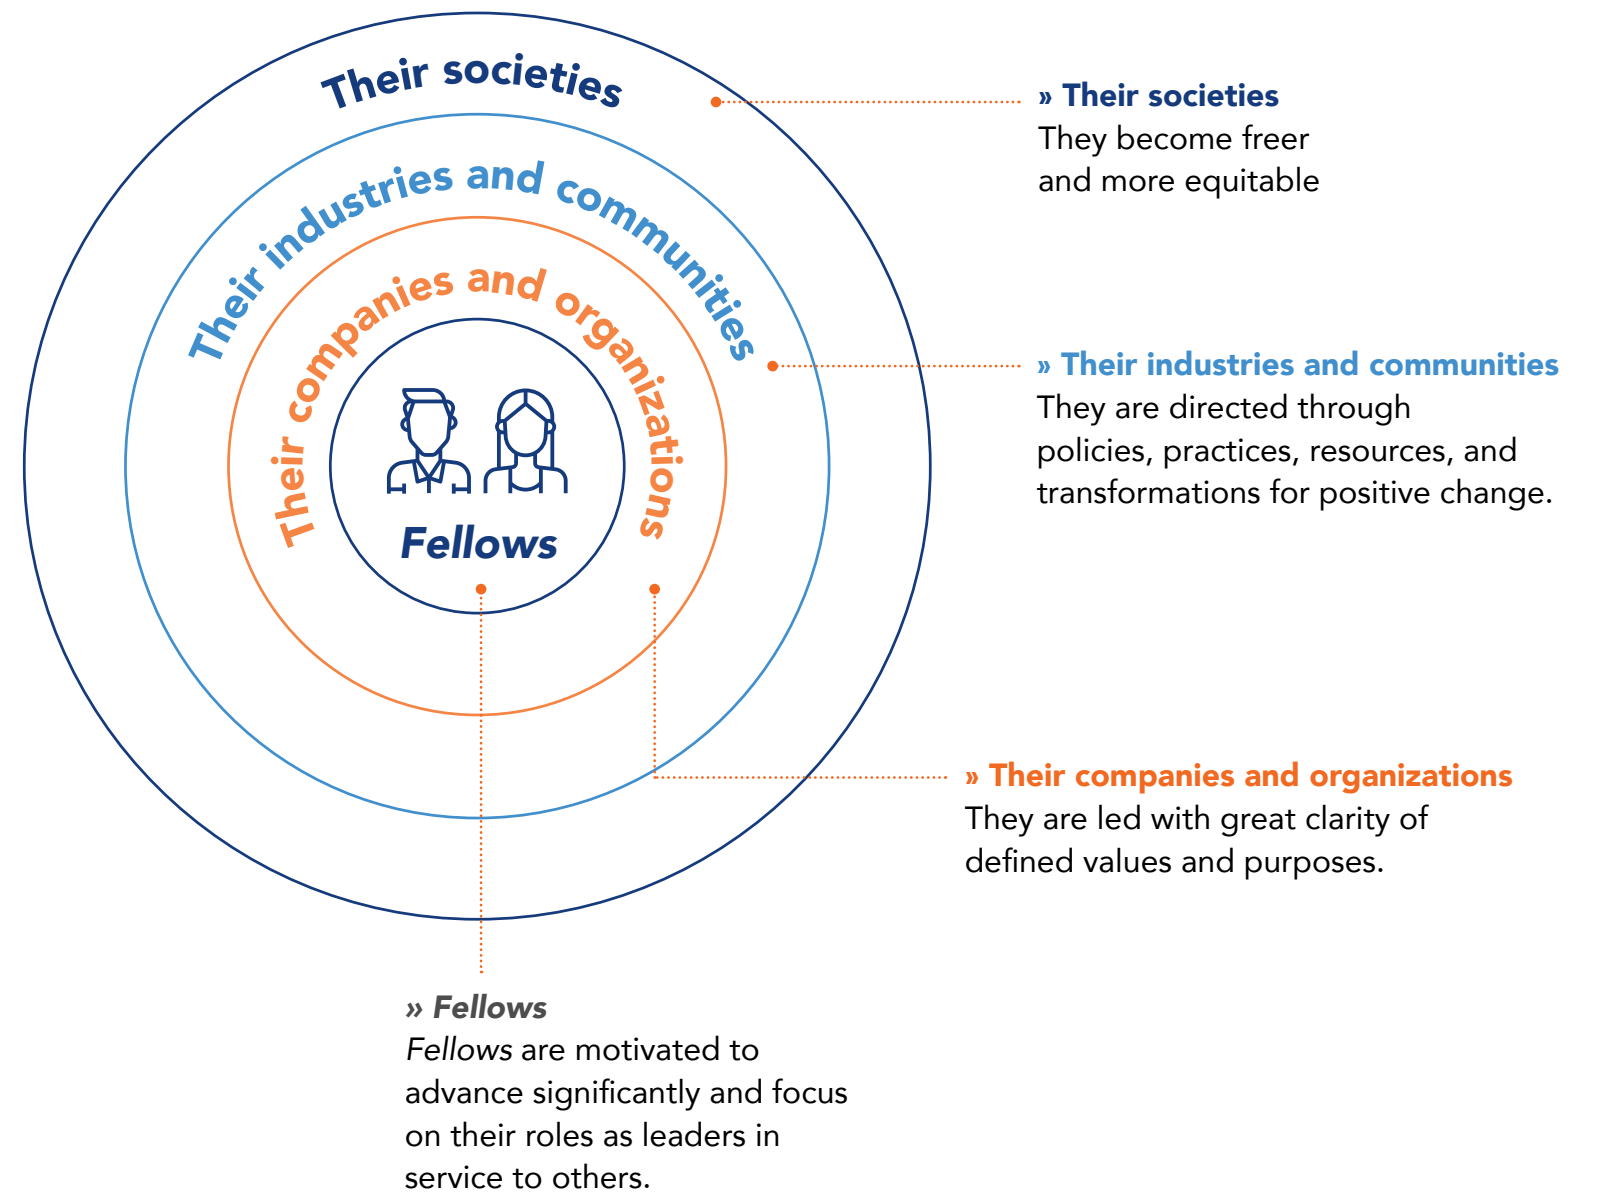 Their societies
Their industries and communities
Their companies and organizations
Fellows
» Their societies
They become freer
and more equitable
» Their industries and communities
They are directed through
policies, practices, resources, and
transformations for positive change.
» Their companies and organizations
They are led with great clarity of
defined values and purposes.
» Fellows
Fellows are motivated to
advance significantly and focus
on their roles as leaders in
service to others.